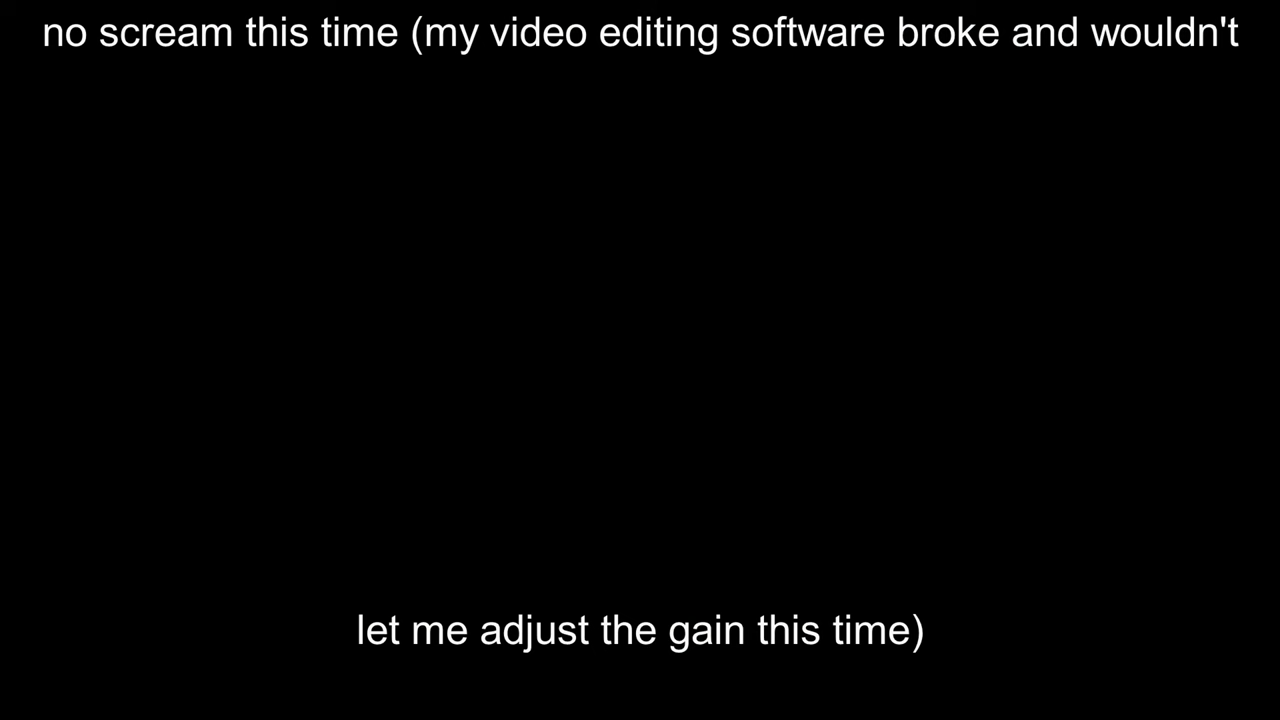 no scream this time (my video editing software broke and wouldn't
let me adjust the gain this time)